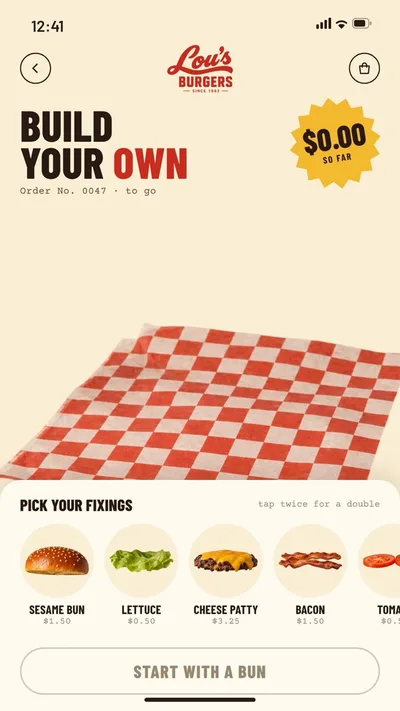 12:41
Lou's
BURGERS
SINCE 1962
BUILD
YOUR OWN
Order No. 0047 · to go
$0.00
SO FAR
PICK YOUR FIXINGS
tap twice for a double
SESAME BUN
$1.50
LETTUCE
$0.50
CHEESE PATTY
$3.25
BACON
$1.50
START WITH A BUN